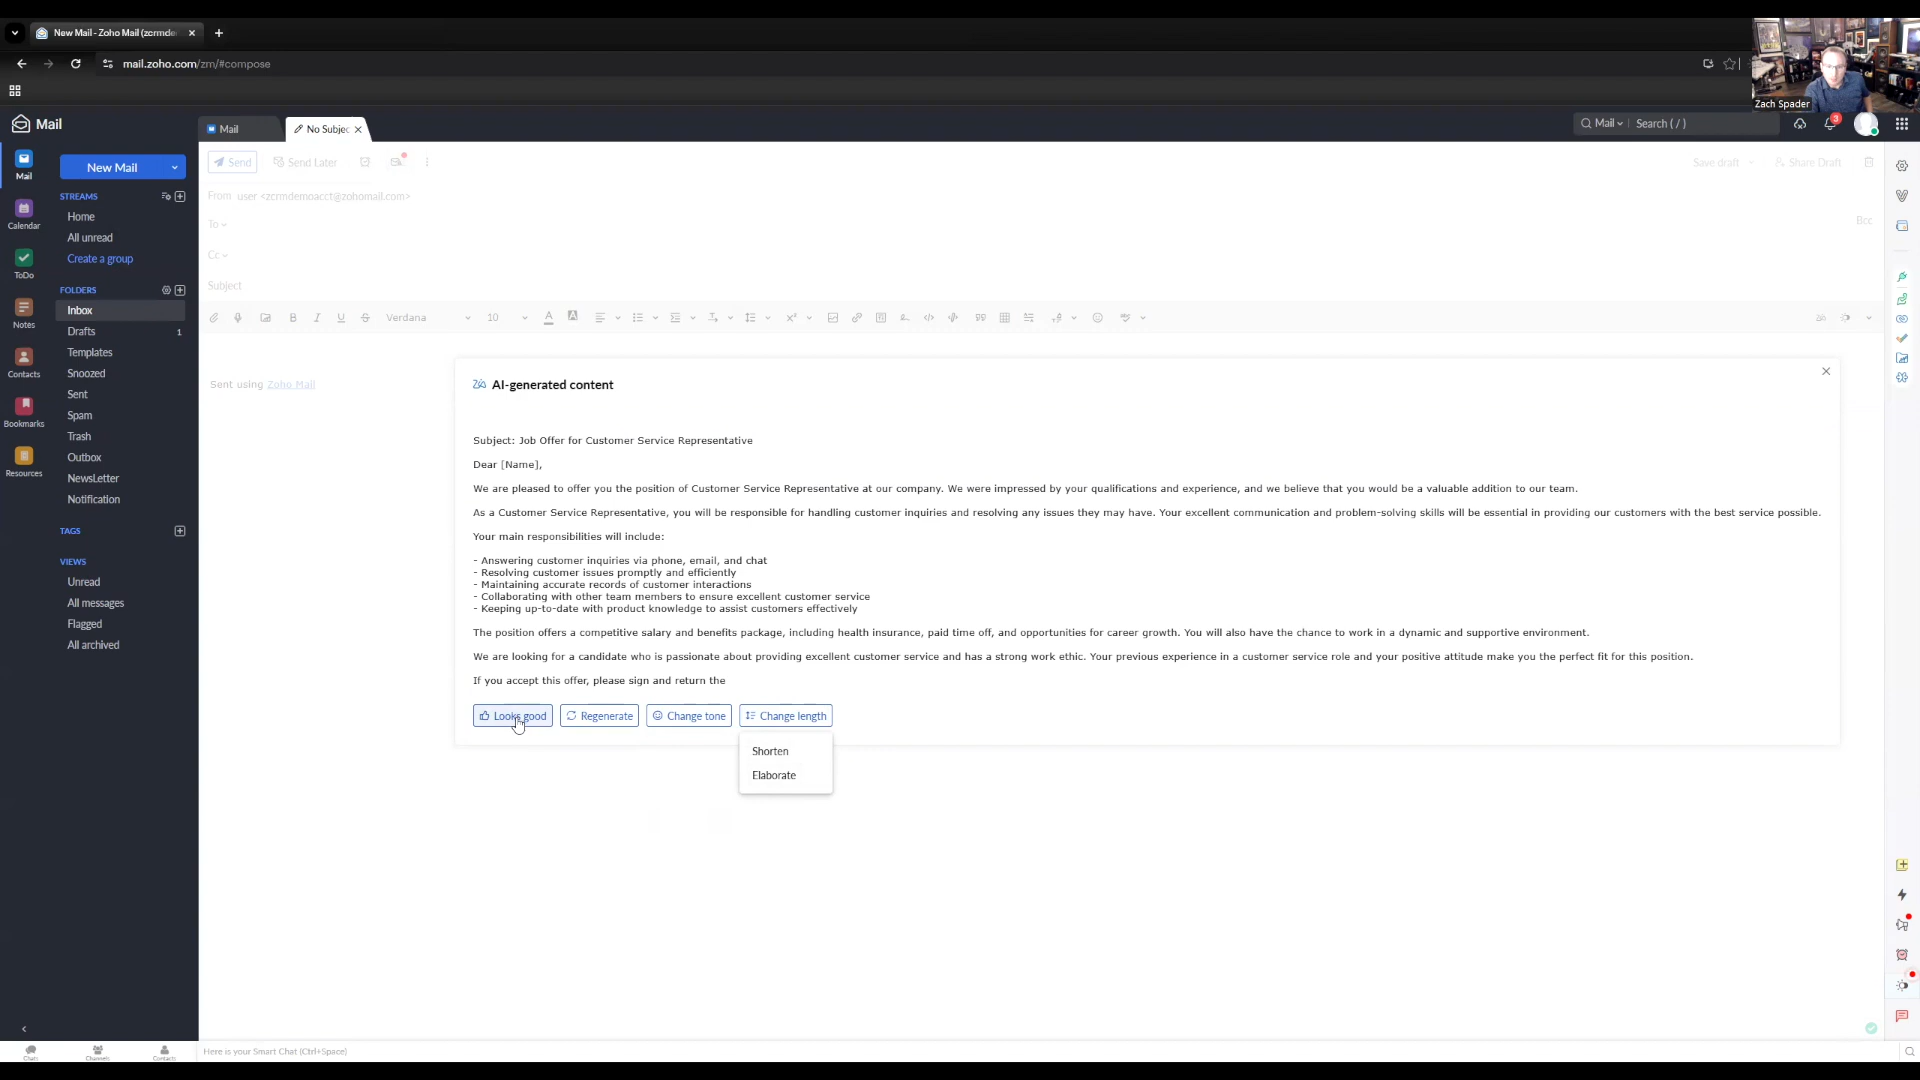 New Mail - Zoho Mail (zcrmde
mail.zoho.com/zm/#compose
Zach Spader
Mail
Mail
No Subjec
Mail
Search ( / )
3
Mail
Calendar
ToDo
Notes
Contacts
Bookmarks
Resources
New Mail
STREAMS
Home
All unread
Create a group
FOLDERS
Inbox
Drafts 1
Templates
Snoozed
Sent
Spam
Trash
Outbox
NewsLetter
Notification
TAGS
VIEWS
Unread
All messages
Flagged
All archived
Send
Send Later
Save draft
Share Draft
From user <zcrmdemoacct@zohomail.com>
To
Bcc
Cc
Subject
Verdana 10
Sent using Zoho Mail
AI-generated content
Subject: Job Offer for Customer Service Representative
Dear [Name],
We are pleased to offer you the position of Customer Service Representative at our company. We were impressed by your qualifications and experience, and we believe that you would be a valuable addition to our team.
As a Customer Service Representative, you will be responsible for handling customer inquiries and resolving any issues they may have. Your excellent communication and problem-solving skills will be essential in providing our customers with the best service possible.
Your main responsibilities will include:
- Answering customer inquiries via phone, email, and chat
- Resolving customer issues promptly and efficiently
- Maintaining accurate records of customer interactions
- Collaborating with other team members to ensure excellent customer service
- Keeping up-to-date with product knowledge to assist customers effectively
The position offers a competitive salary and benefits package, including health insurance, paid time off, and opportunities for career growth. You will also have the chance to work in a dynamic and supportive environment.
We are looking for a candidate who is passionate about providing excellent customer service and has a strong work ethic. Your previous experience in a customer service role and your positive attitude make you the perfect fit for this position.
If you accept this offer, please sign and return the
Looks good
Regenerate
Change tone
Change length
Shorten
Elaborate
Chats
Channels
Contacts
Here is your Smart Chat (Ctrl+Space)